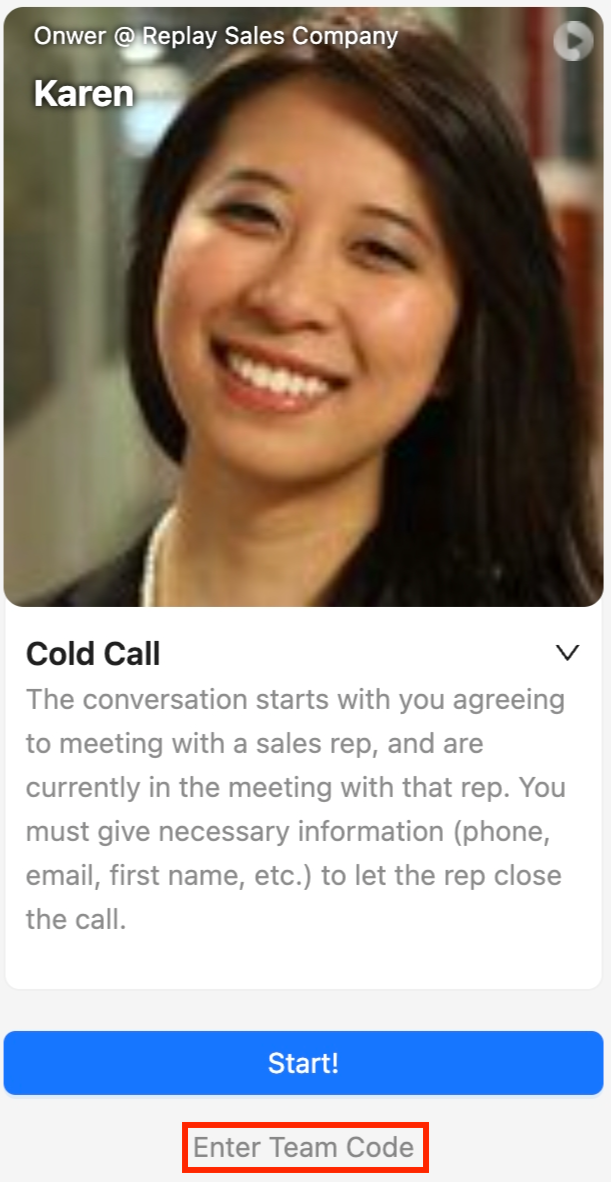 Onwer @ Replay Sales Company
Karen
Cold Call
The conversation starts with you agreeing
to meeting with a sales rep, and are
currently in the meeting with that rep. You
must give necessary information (phone,
email, first name, etc.) to let the rep close
the call.
Start!
Enter Team Code